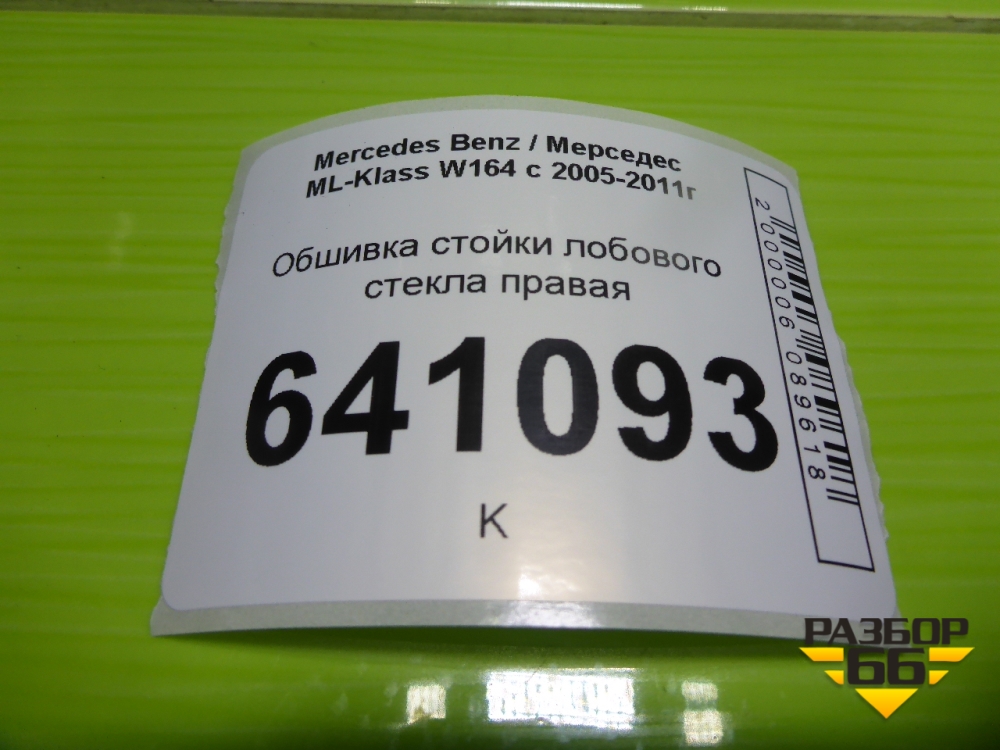 Mercedes Benz / Мерседес
ML-Klass W164 с 2005-2011г
Обшивка стойки лобового
стекла правая
641093
К
2000006089618
РАЗБОР
66